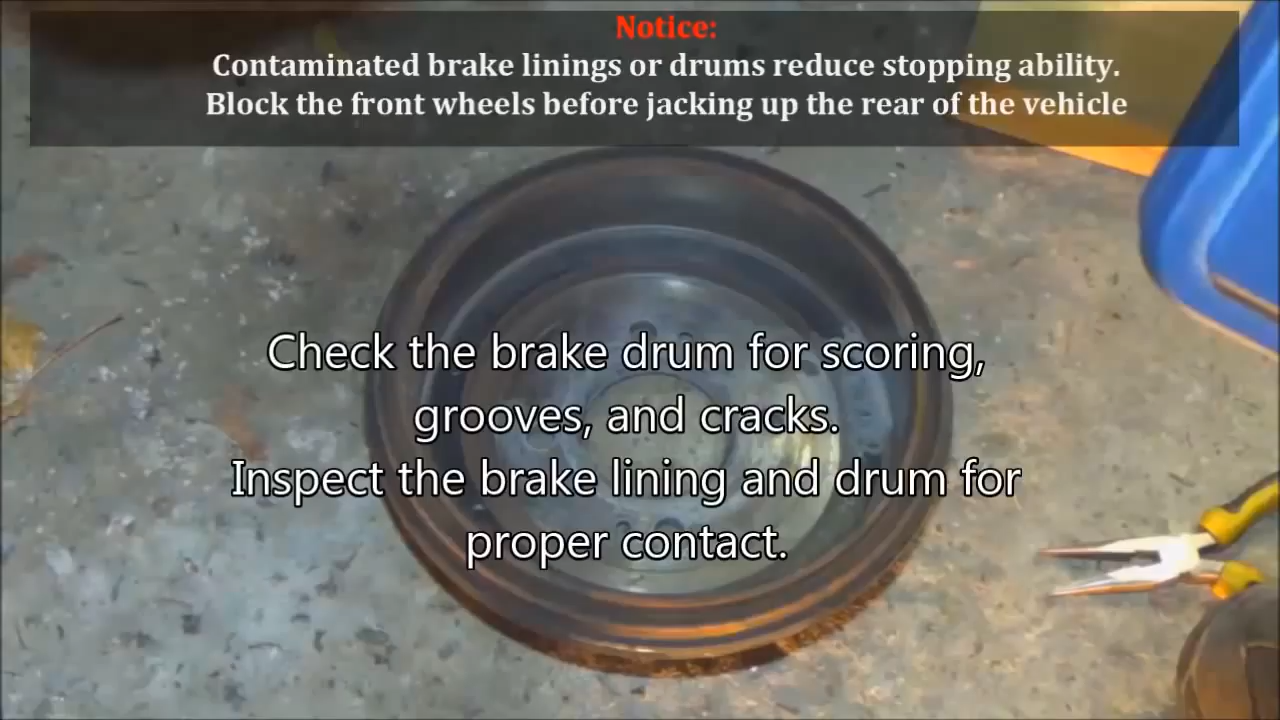 Notice:
Contaminated brake linings or drums reduce stopping ability.
Block the front wheels before jacking up the rear of the vehicle
Check the brake drum for scoring,
grooves, and cracks.
Inspect the brake lining and drum for
proper contact.